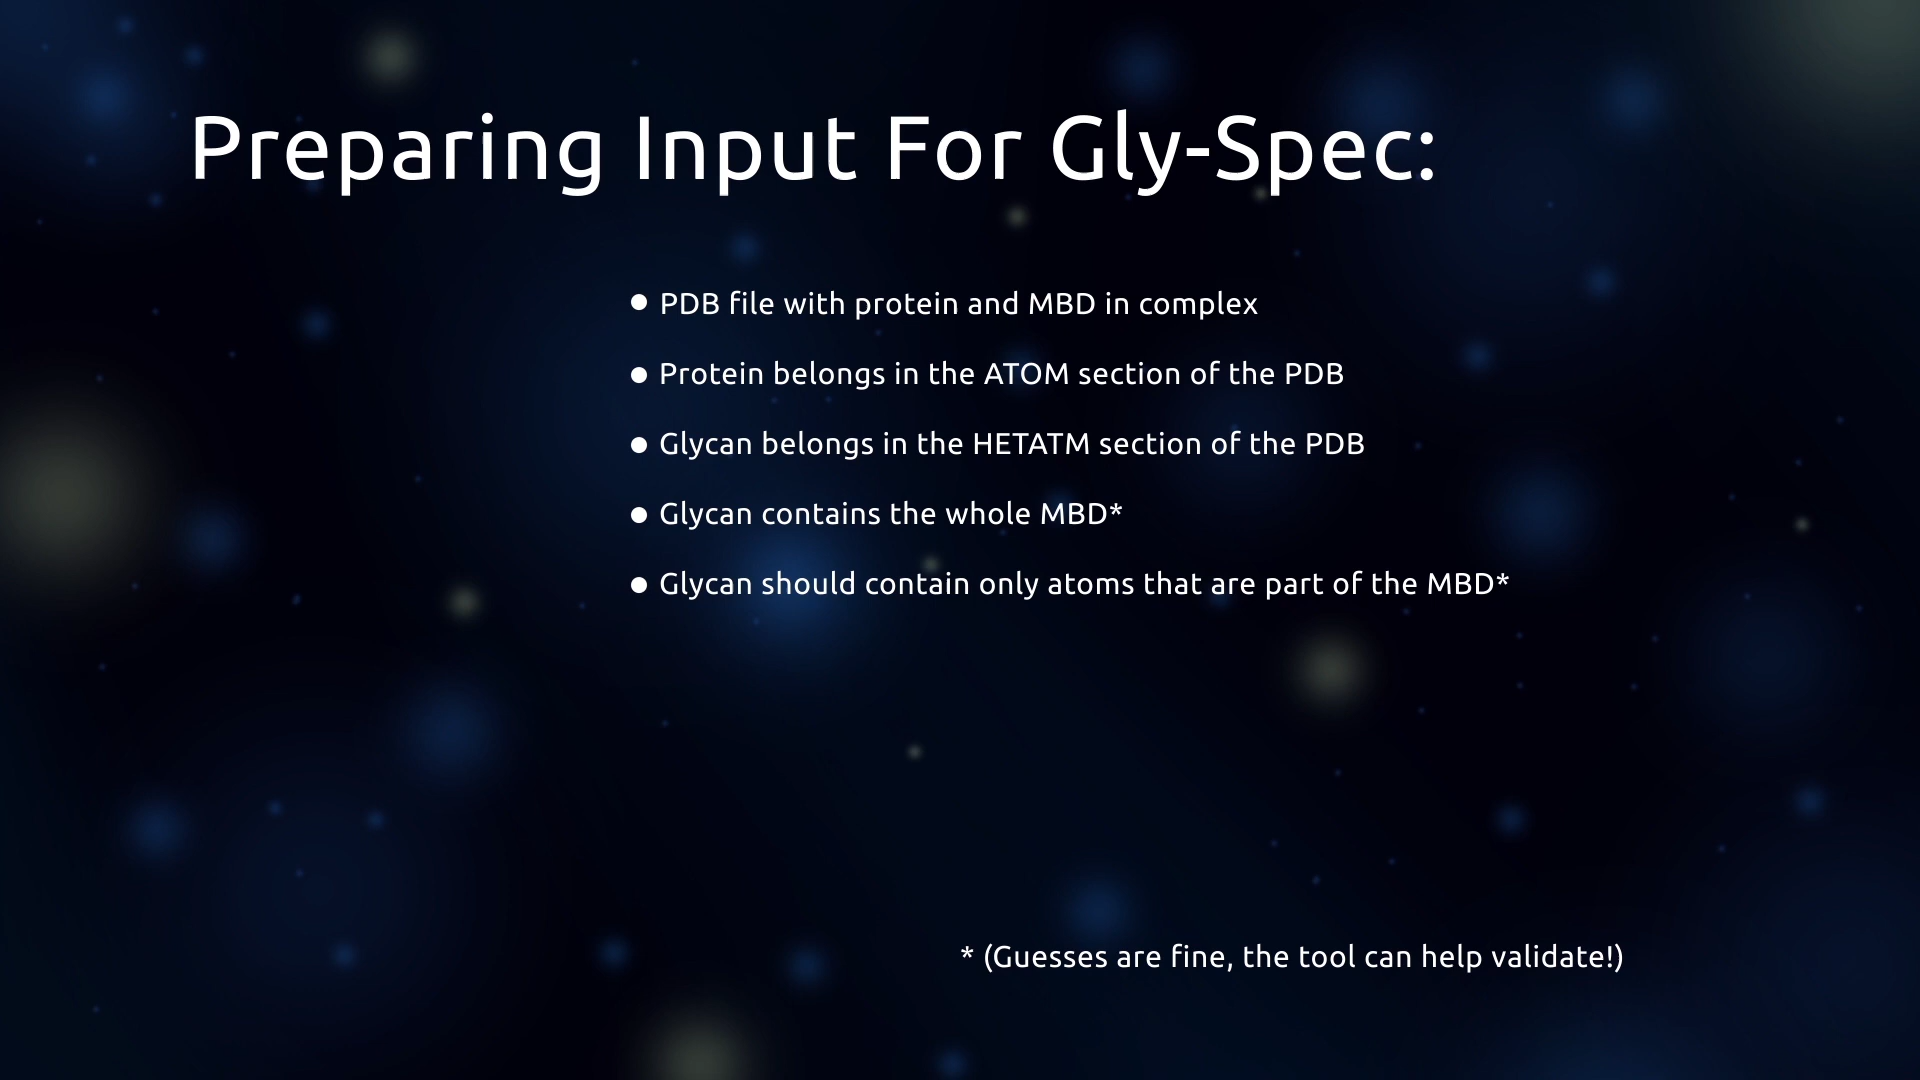 Preparing Input For Gly-Spec:
● PDB file with protein and MBD in complex
● Protein belongs in the ATOM section of the PDB
● Glycan belongs in the HETATM section of the PDB
● Glycan contains the whole MBD*
● Glycan should contain only atoms that are part of the MBD*
* (Guesses are fine, the tool can help validate!)